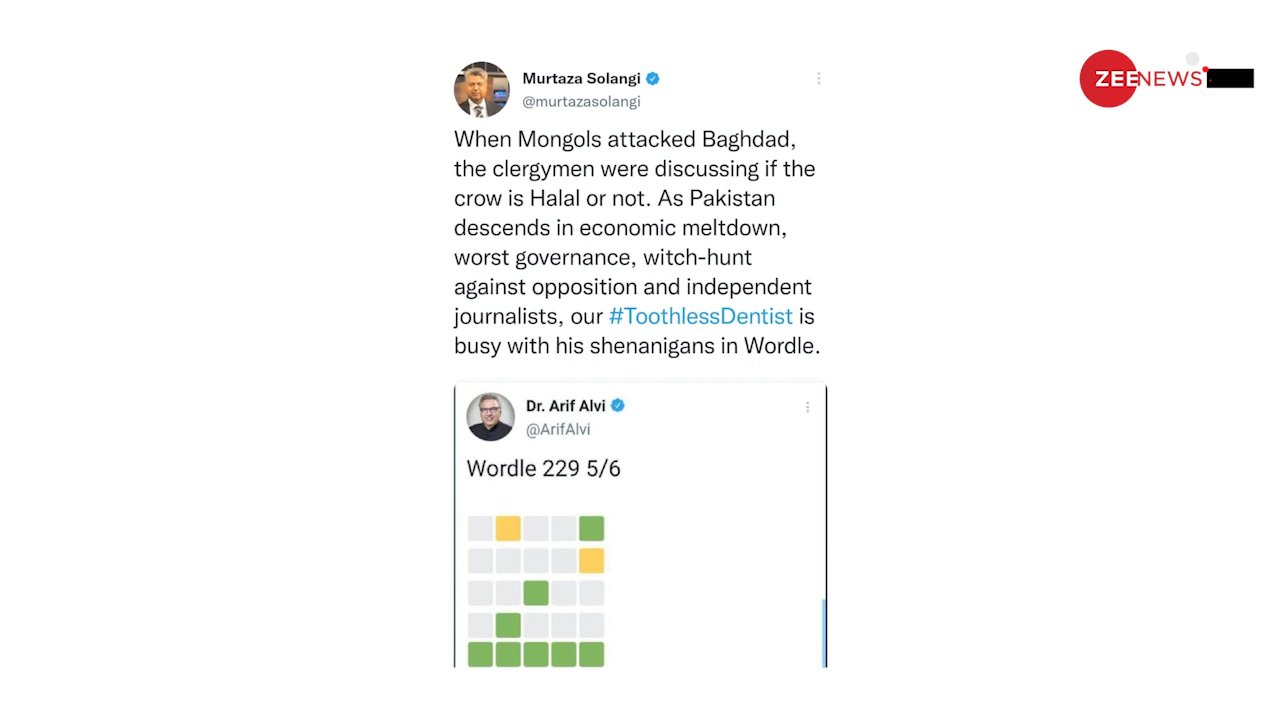 Murtaza Solangi
@murtazasolangi
When Mongols attacked Baghdad,
the clergymen were discussing if the
crow is Halal or not. As Pakistan
descends in economic meltdown,
worst governance, witch-hunt
against opposition and independent
journalists, our #ToothlessDentist is
busy with his shenanigans in Wordle.
Dr. Arif Alvi
@ArifAlvi
Wordle 229 5/6
ZEENEWS